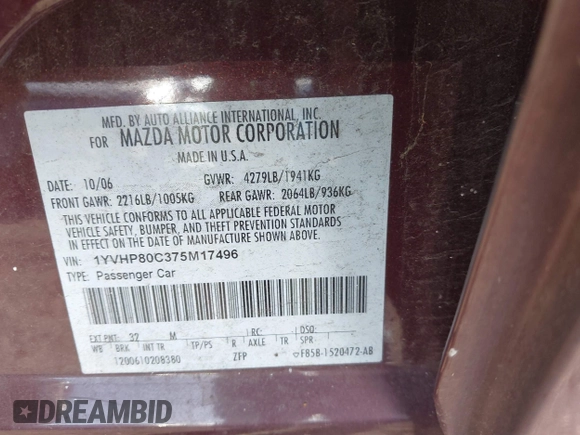 MFD. BY AUTO ALLIANCE INTERNATIONAL, INC.
FOR MAZDA MOTOR CORPORATION
MADE IN U.S.A.
DATE: 10/06 GVWR: 4279LB/1941KG
FRONT GAWR: 2216LB/1005KG REAR GAWR: 2064LB/936KG
THIS VEHICLE CONFORMS TO ALL APPLICABLE FEDERAL MOTOR
VEHICLE SAFETY, BUMPER, AND THEFT PREVENTION
STANDARDS IN EFFECT ON THE DATE OF MANUFACTURE SHOWN ABOVE.
VIN: 1YVHP80C375M17496
TYPE: Passenger Car
EXT PNT: 32 M RC: DSO:
WB BRK INT TR TP/PS R AXLE TR SPR
1200610208380 ZFP F85B-1520472-AB
DREAMBID